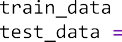 train_data
test_data =